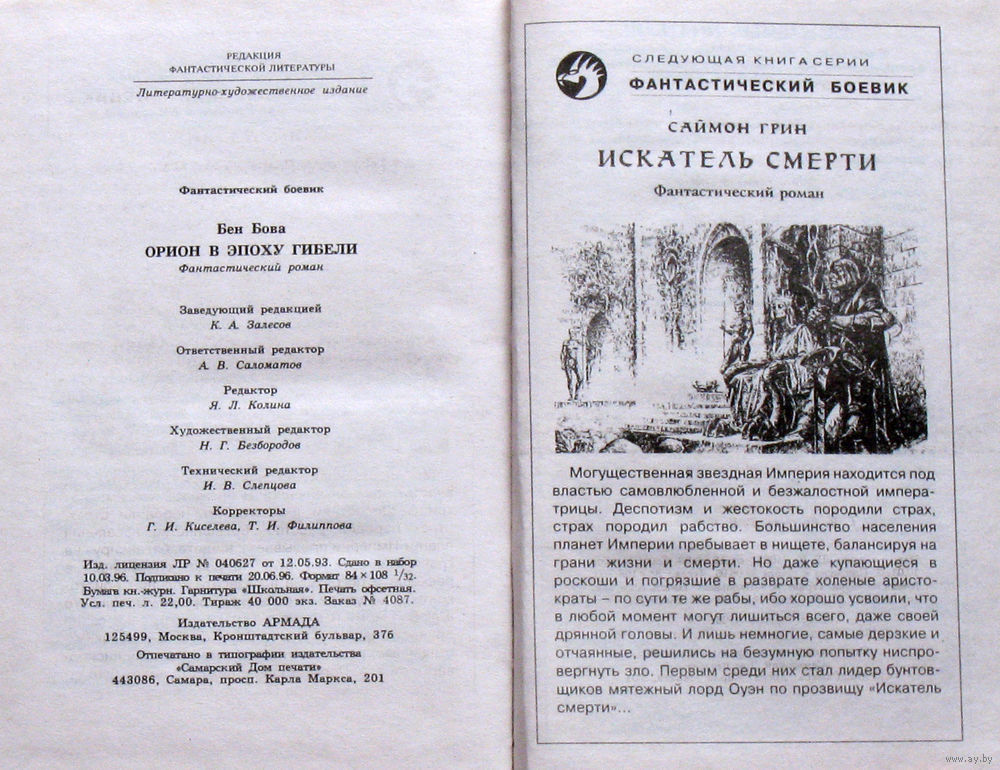 РЕДАКЦИЯ
ФАНТАСТИЧЕСКОЙ ЛИТЕРАТУРЫ
Литературно-художественное издание
Фантастический боевик
Бен Бова
ОРИОН В ЭПОХУ ГИБЕЛИ
Фантастический роман
Заведующий редакцией
К. А. Залесов
Ответственный редактор
А. В. Саломатов
Редактор
Я. Л. Колина
Художественный редактор
Н. Г. Безбородов
Технический редактор
И. В. Слепцова
Корректоры
Г. И. Киселева, Т. И. Филиппова
Изд. лицензия ЛР № 040627 от 12.05.93. Сдано в набор
10.03.96. Подписано к печати 20.06.96. Формат 84×108 1/32.
Бумага кн.-журн. Гарнитура «Школьная». Печать офсетная.
Усл. печ. л. 22,00. Тираж 40 000 экз. Заказ № 4087.
Издательство АРМАДА
125499, Москва, Кронштадтский бульвар, 37б
Отпечатано в типографии издательства
«Самарский Дом печати»
443086, Самара, просп. Карла Маркса, 201
СЛЕДУЮЩАЯ КНИГА СЕРИИ
ФАНТАСТИЧЕСКИЙ БОЕВИК
САЙМОН ГРИН
ИСКАТЕЛЬ СМЕРТИ
Фантастический роман
Могущественная звездная Империя находится под
властью самовлюбленной и безжалостной импера-
трицы. Деспотизм и жестокость породили страх,
страх породил рабство. Большинство населения
планет Империи пребывает в нищете, балансируя на
грани жизни и смерти. Но даже купающиеся в
роскоши и погрязшие в разврате холеные аристо-
краты – по сути те же рабы, ибо хорошо усвоили, что
в любой момент могут лишиться всего, даже своей
дрянной головы. И лишь немногие, самые дерзкие и
отчаянные, решились на безумную попытку ниспро-
вергнуть зло. Первым среди них стал лидер бунтов-
щиков мятежный лорд Оуэн по прозвищу «Искатель
смерти»...
www.ay.by